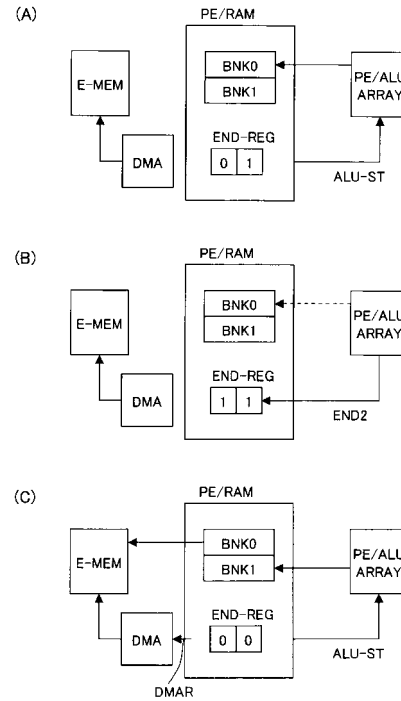 (A)
PE/RAM
BNK0
BNK1
E-MEM
PE/ALU
ARRAY
END-REG
DMA
0 1
ALU-ST
(B)
PE/RAM
BNK0
BNK1
E-MEM
PE/ALU
ARRAY
END-REG
DMA
1 1
END2
(C)
PE/RAM
BNK0
BNK1
E-MEM
PE/ALU
ARRAY
END-REG
DMA
0 0
ALU-ST
DMAR